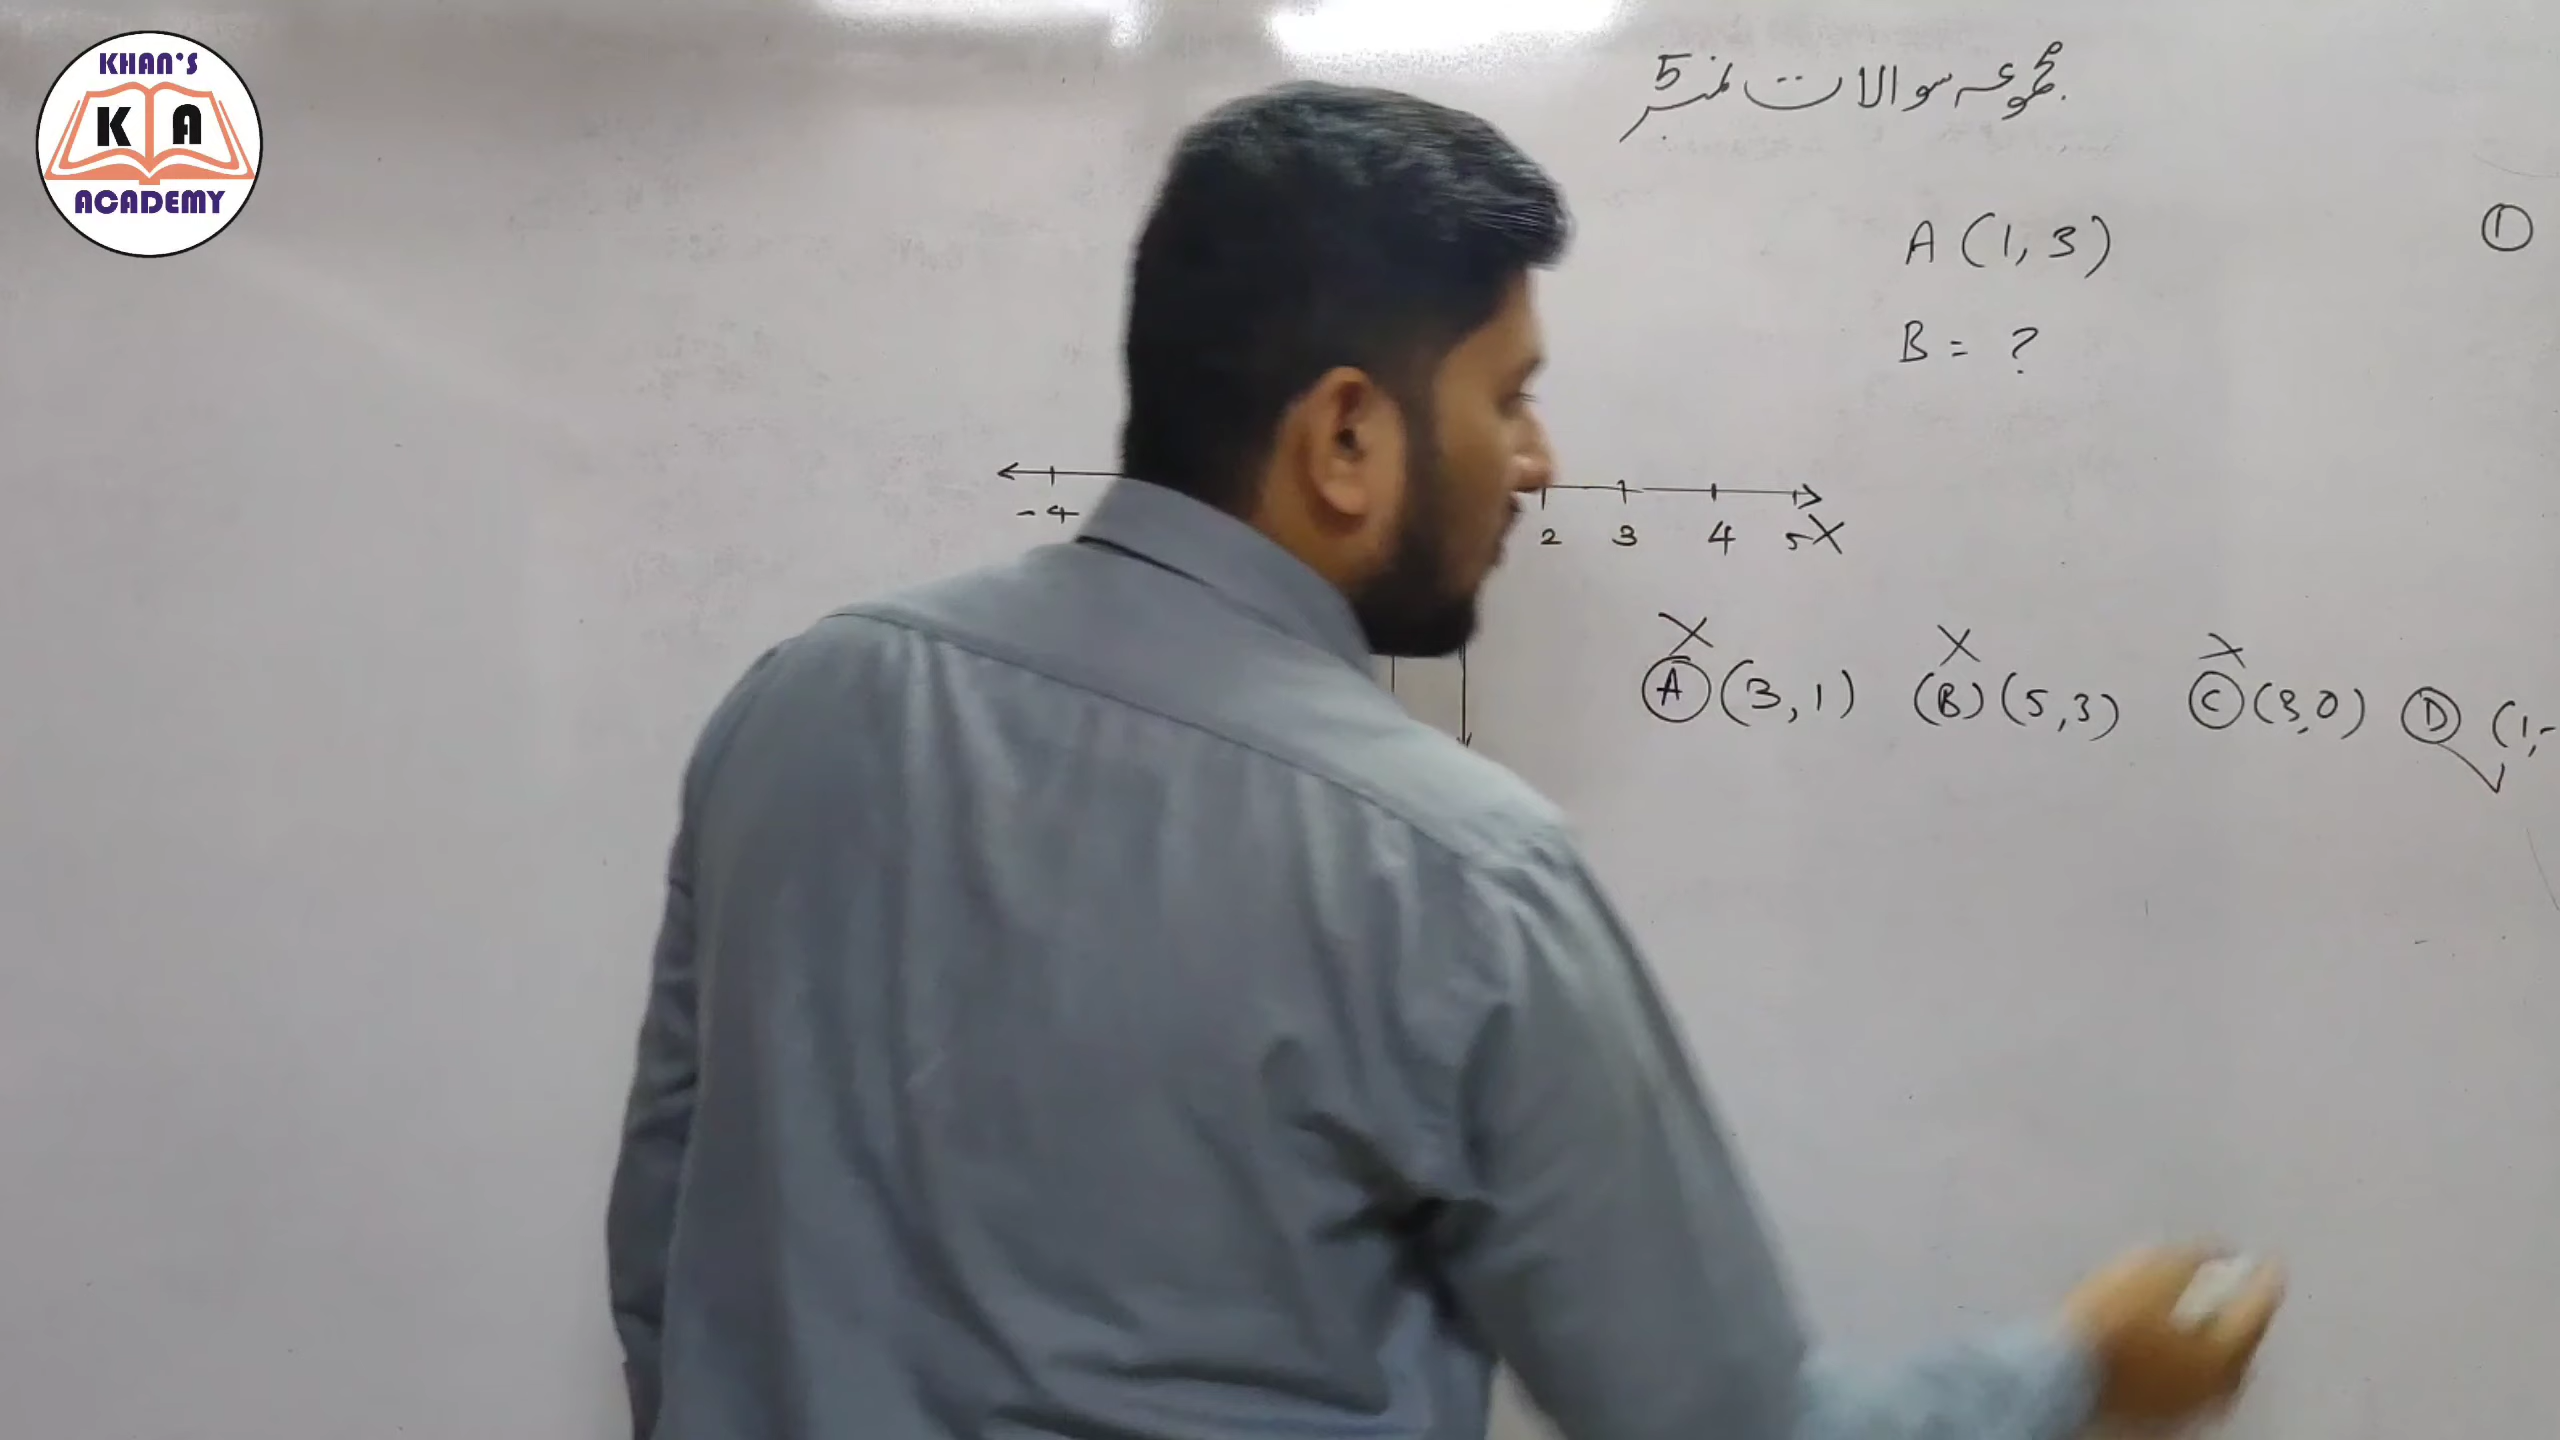 KHAN'S
K A
ACADEMY
مجموعہ سوالات نمبر 5
①
A (1, 3)
B = ?
-4 2 3 4 5 X
X X X
Ⓐ (3, 1) (B) (5, 3) Ⓒ (3,0) Ⓓ (1,-